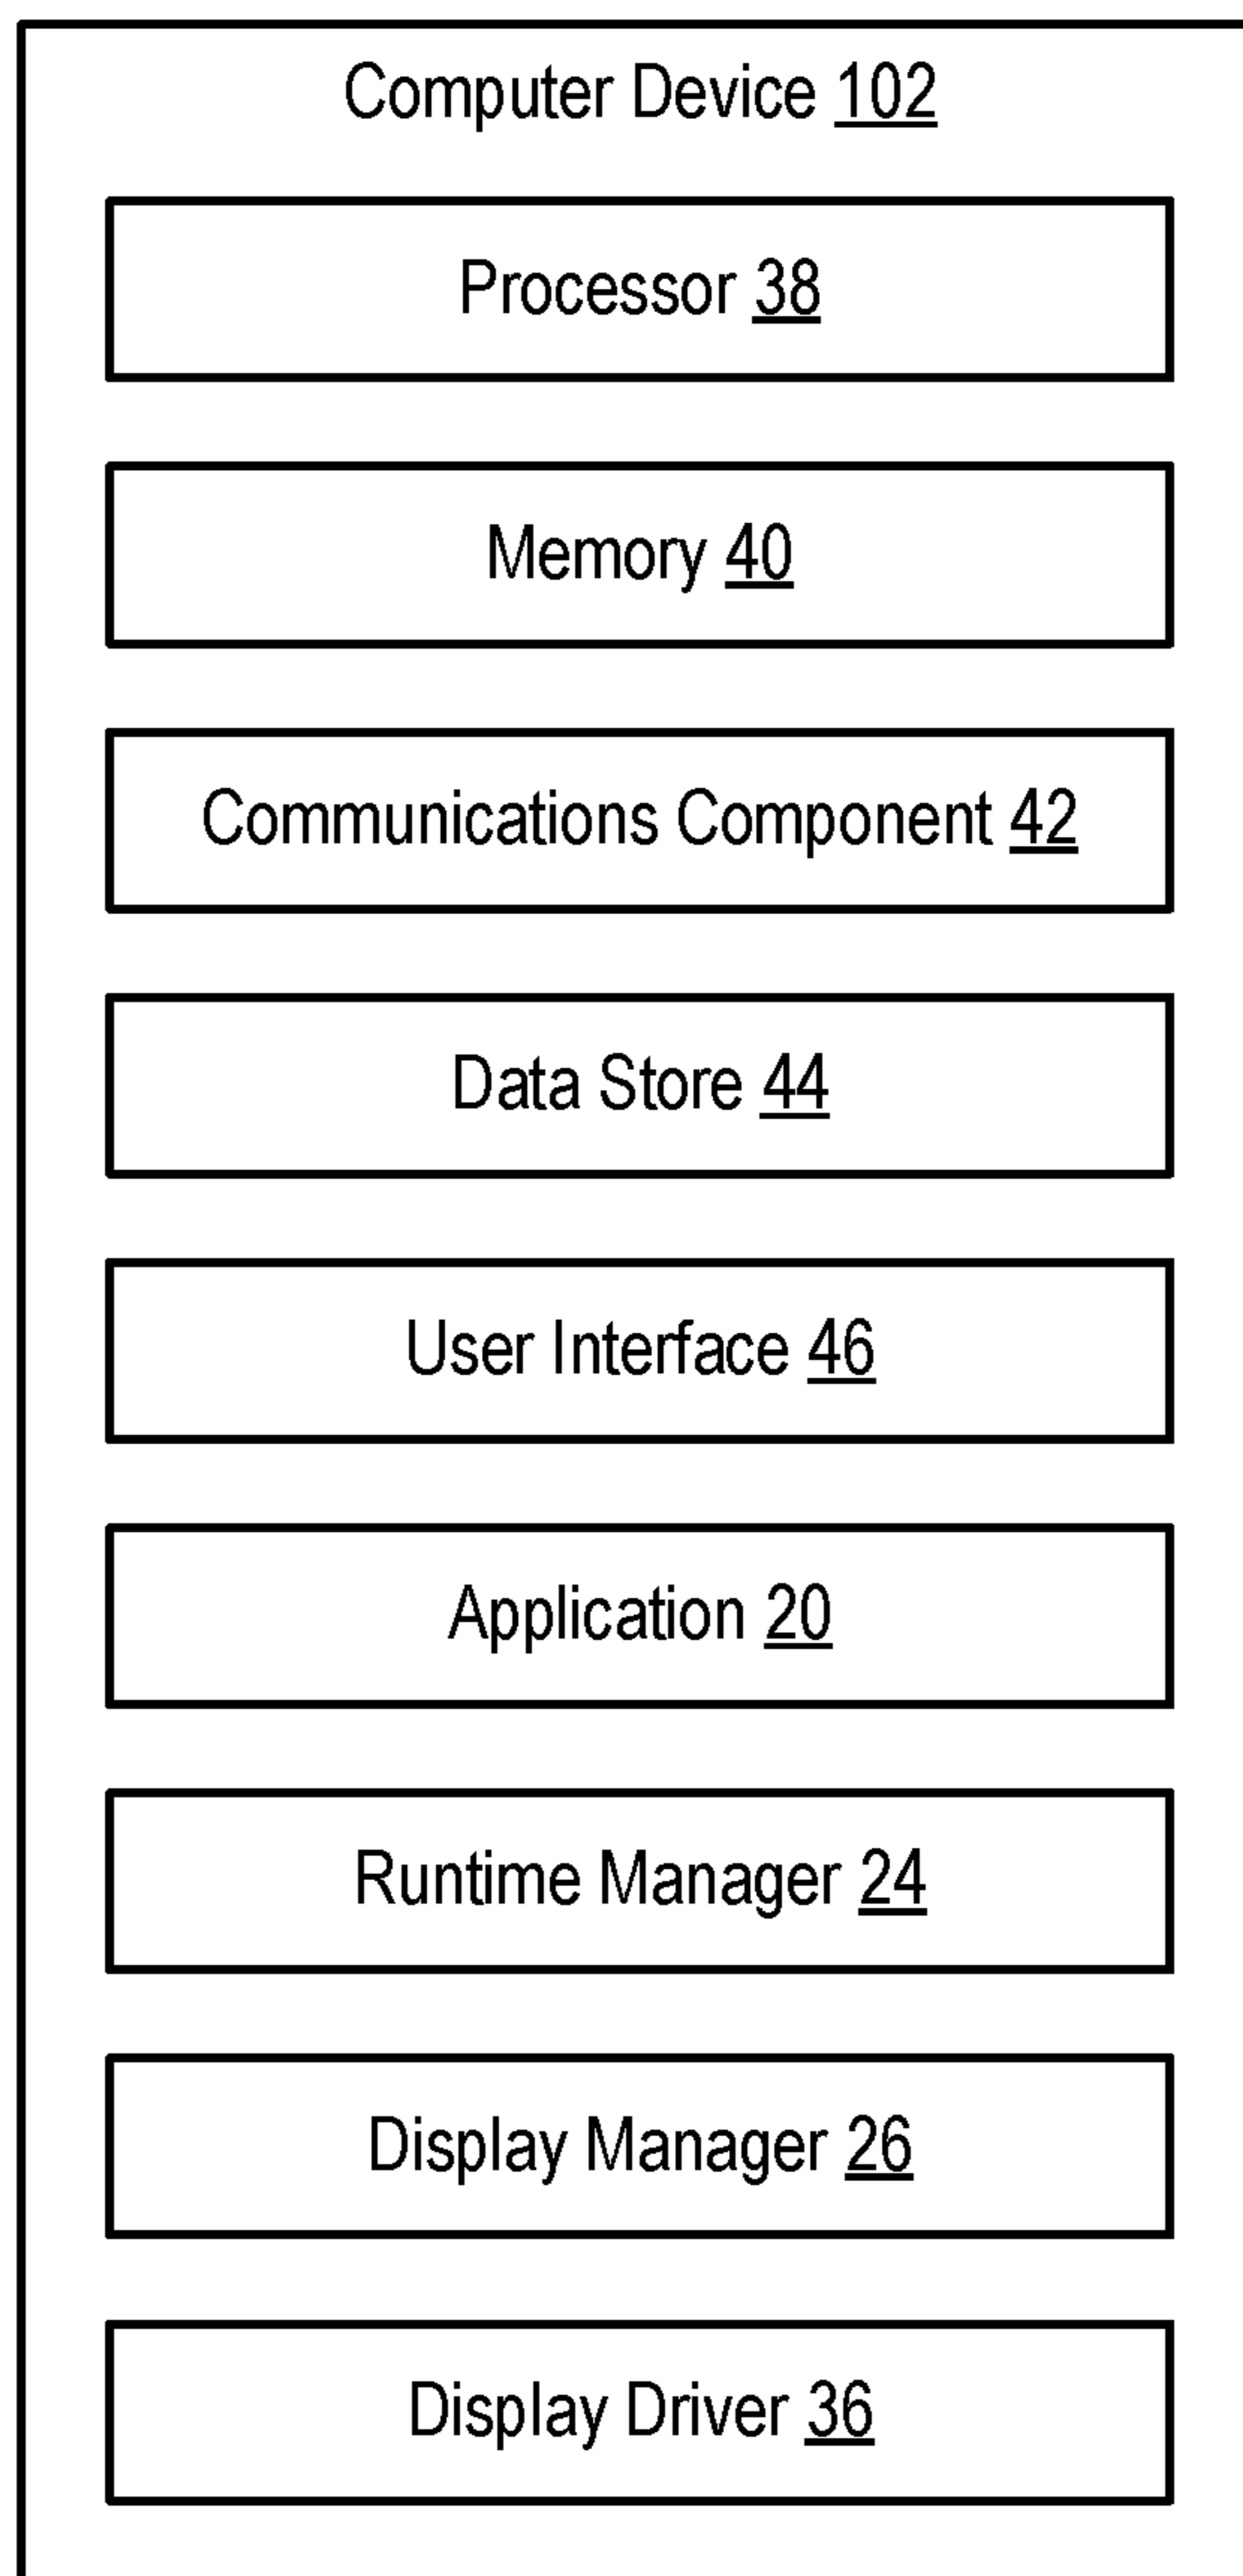 Computer Device 102
Processor 38
Memory 40
Communications Component 42
Data Store 44
User Interface 46
Application 20
Runtime Manager 24
Display Manager 26
Display Driver 36